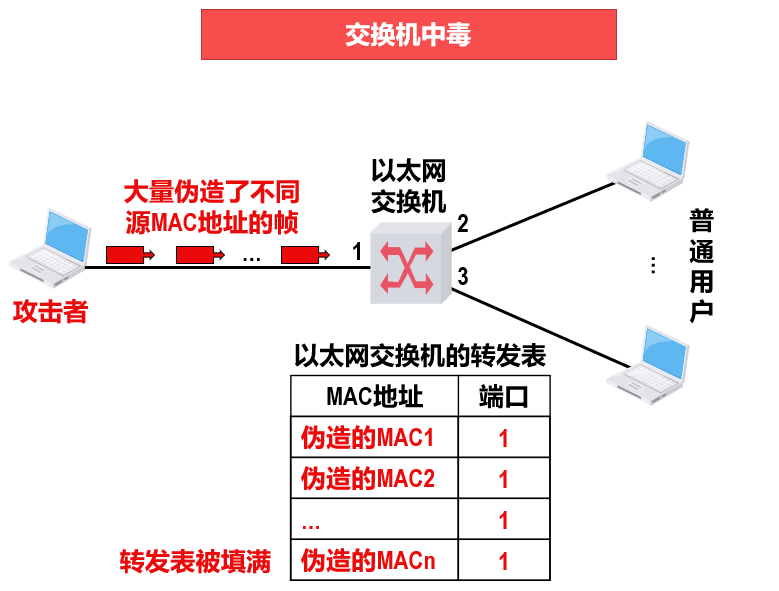 交换机中毒
大量伪造了不同
源MAC地址的帧
...
攻击者
以太网
交换机
1
2
3
...
普通用户
以太网交换机的转发表
MAC地址 端口
伪造的MAC1 1
伪造的MAC2 1
... 1
伪造的MACn 1
转发表被填满